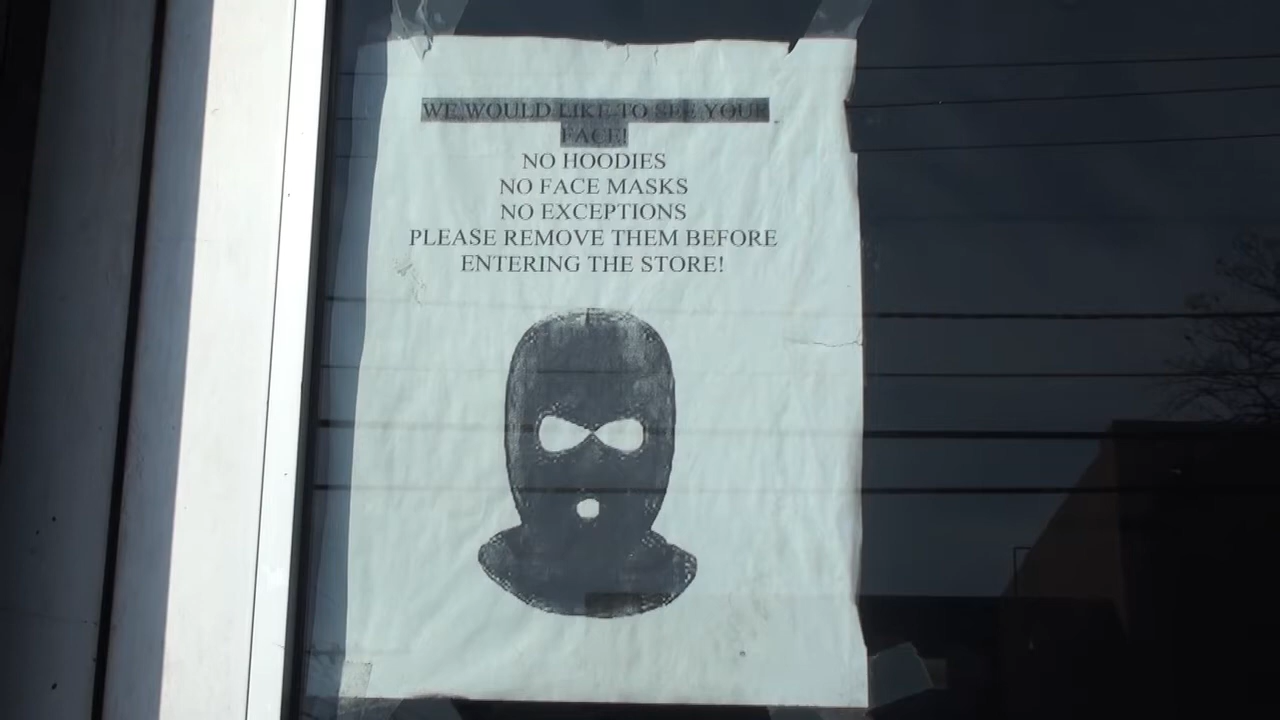 WE WOULD LIKE TO SEE YOUR
FACE!
NO HOODIES
NO FACE MASKS
NO EXCEPTIONS
PLEASE REMOVE THEM BEFORE
ENTERING THE STORE!